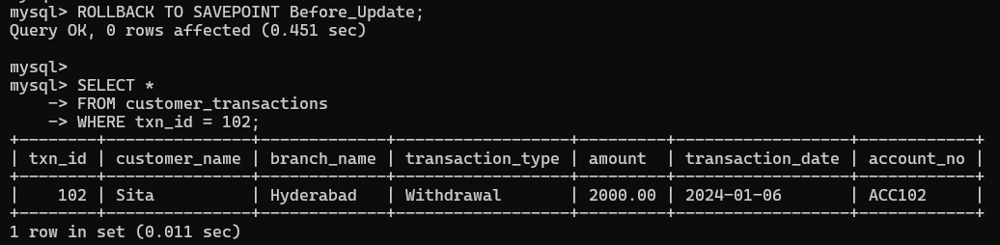 mysql> ROLLBACK TO SAVEPOINT Before_Update;
Query OK, 0 rows affected (0.451 sec)
mysql>
mysql> SELECT *
    -> FROM customer_transactions
    -> WHERE txn_id = 102;
+--------+---------------+-------------+------------------+---------+------------------+------------+
| txn_id | customer_name | branch_name | transaction_type | amount  | transaction_date | account_no |
+--------+---------------+-------------+------------------+---------+------------------+------------+
|    102 | Sita          | Hyderabad   | Withdrawal       | 2000.00 | 2024-01-06       | ACC102     |
+--------+---------------+-------------+------------------+---------+------------------+------------+
1 row in set (0.011 sec)